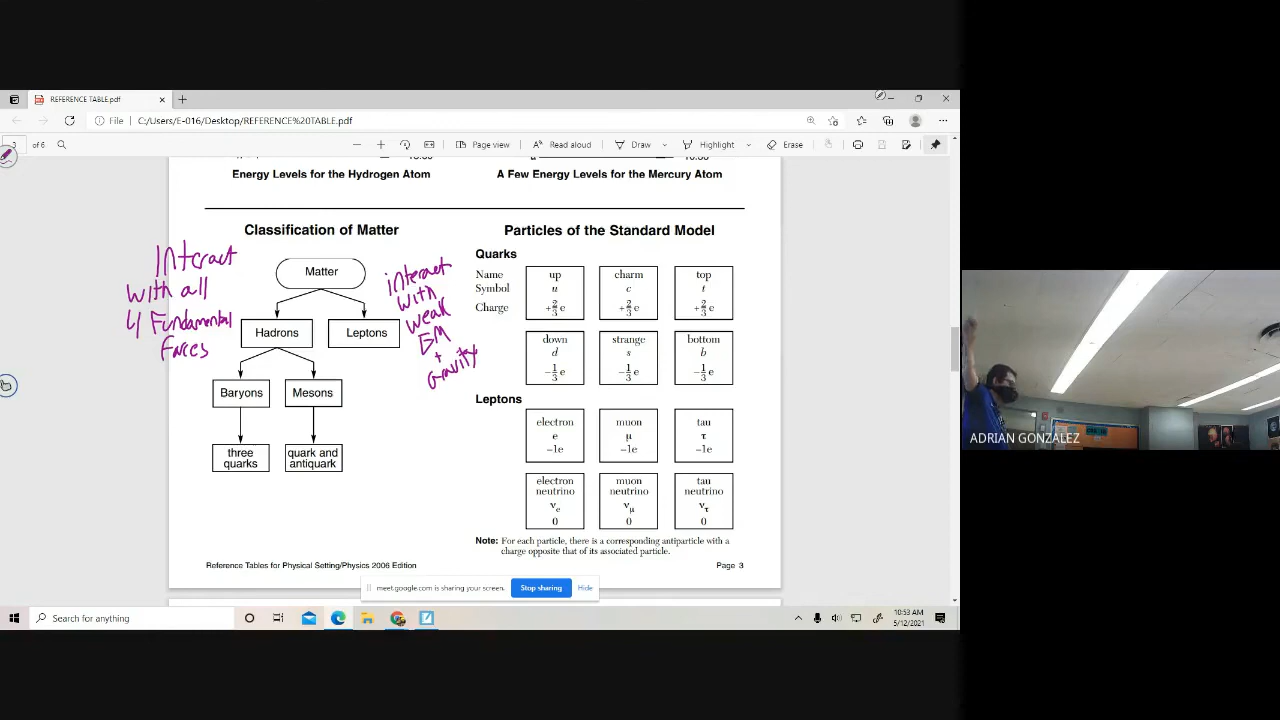 REFERENCE TABLE.pdf
File C:/Users/E-016/Desktop/REFERENCE%20TABLE.pdf
of 6 Page view Read aloud Draw Highlight Erase
Energy Levels for the Hydrogen Atom
A Few Energy Levels for the Mercury Atom
Classification of Matter
Matter
Hadrons
Leptons
Baryons
Mesons
three
quarks
quark and
antiquark
Interact
with all
4 Fundamental
Forces
interact
with
weak
EM
+
Gravity
Particles of the Standard Model
Quarks
Name up charm top
Symbol u c t
Charge +2/3 e +2/3 e +2/3 e
down strange bottom
d s b
-1/3 e -1/3 e -1/3 e
Leptons
electron muon tau
e μ τ
-1e -1e -1e
electron muon tau
neutrino neutrino neutrino
νe νμ ντ
0 0 0
Note: For each particle, there is a corresponding antiparticle with a
charge opposite that of its associated particle.
Reference Tables for Physical Setting/Physics 2006 Edition
Page 3
meet.google.com is sharing your screen. Stop sharing Hide
Search for anything
10:53 AM
5/12/2021
ADRIAN GONZALEZ